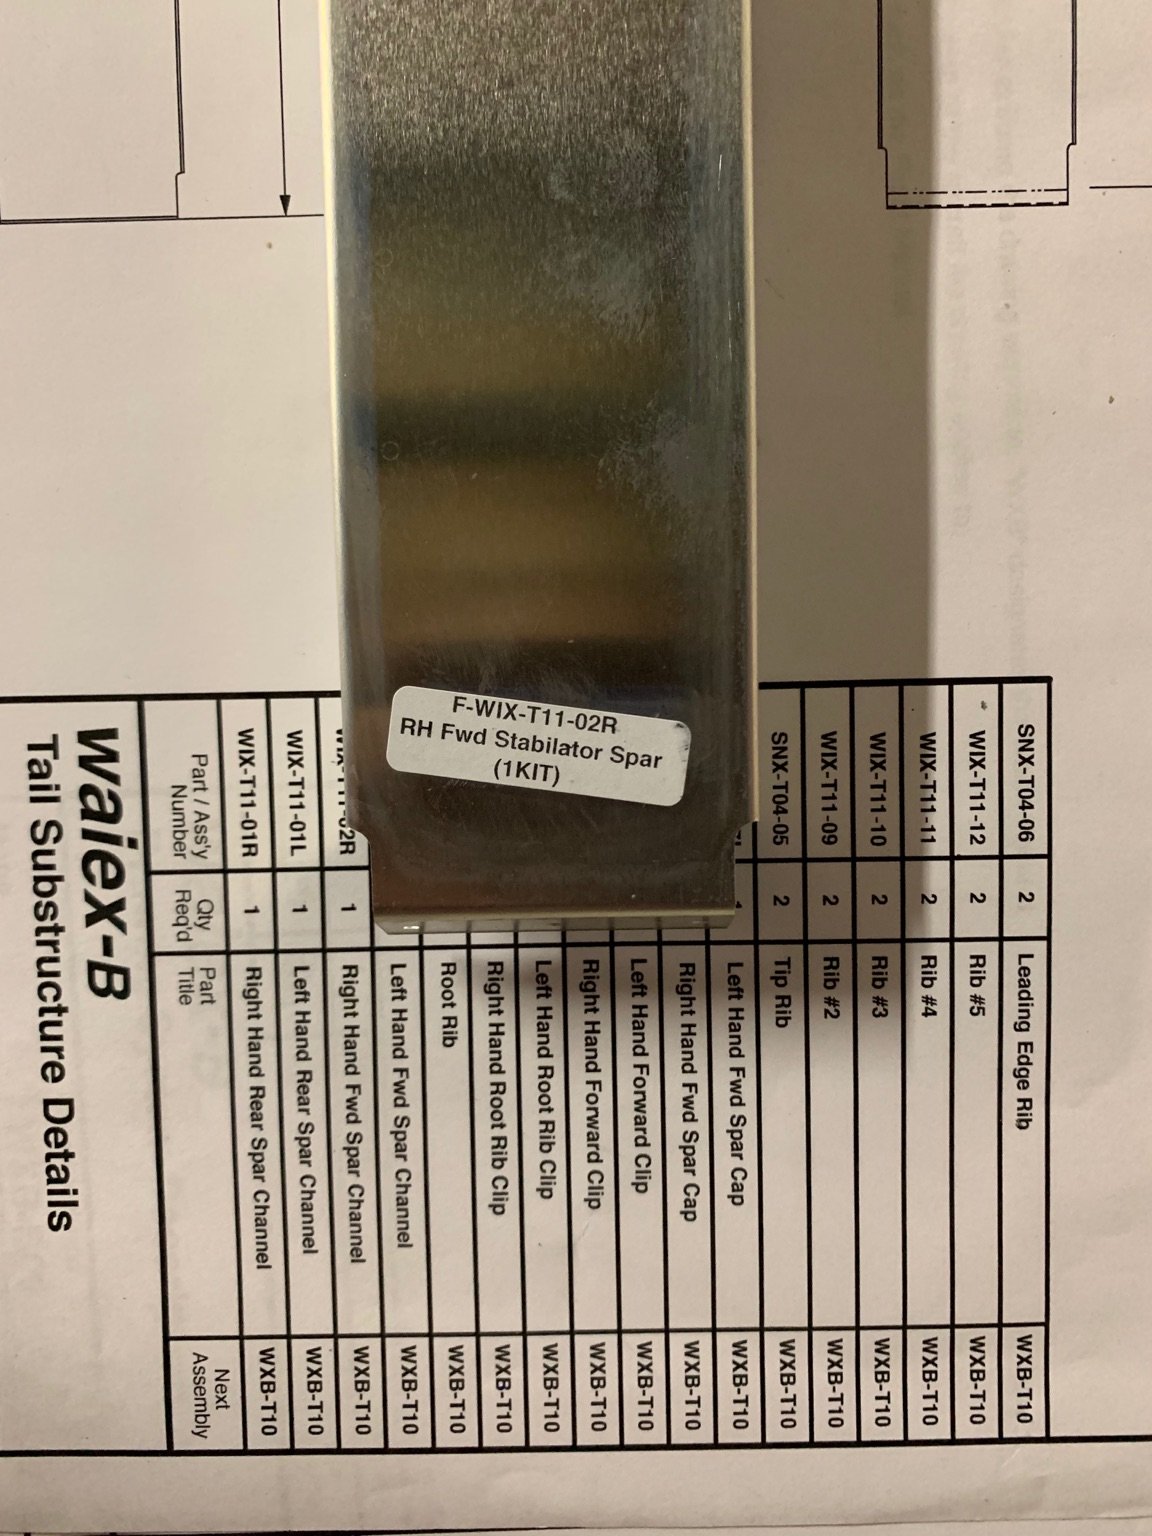 F-WIX-T11-02R
RH Fwd Stabilator Spar
(1KIT)
SNX-T04-06 2 Leading Edge Rib WXB-T10
WIX-T11-12 2 Rib #5 WXB-T10
WIX-T11-11 2 Rib #4 WXB-T10
WIX-T11-10 2 Rib #3 WXB-T10
WIX-T11-09 2 Rib #2 WXB-T10
SNX-T04-05 2 Tip Rib WXB-T10
Left Hand Fwd Spar Cap WXB-T10
Right Hand Fwd Spar Cap WXB-T10
Left Hand Forward Clip WXB-T10
Right Hand Forward Clip WXB-T10
Left Hand Root Rib Clip WXB-T10
Right Hand Root Rib Clip WXB-T10
Root Rib WXB-T10
Left Hand Fwd Spar Channel WXB-T10
WIX-T11-02R 1 Right Hand Fwd Spar Channel WXB-T10
WIX-T11-01L 1 Left Hand Rear Spar Channel WXB-T10
WIX-T11-01R 1 Right Hand Rear Spar Channel WXB-T10
Part / Ass'y Qty Part Next
Number Req'd Title Assembly
waiex-B
Tail Substructure Details